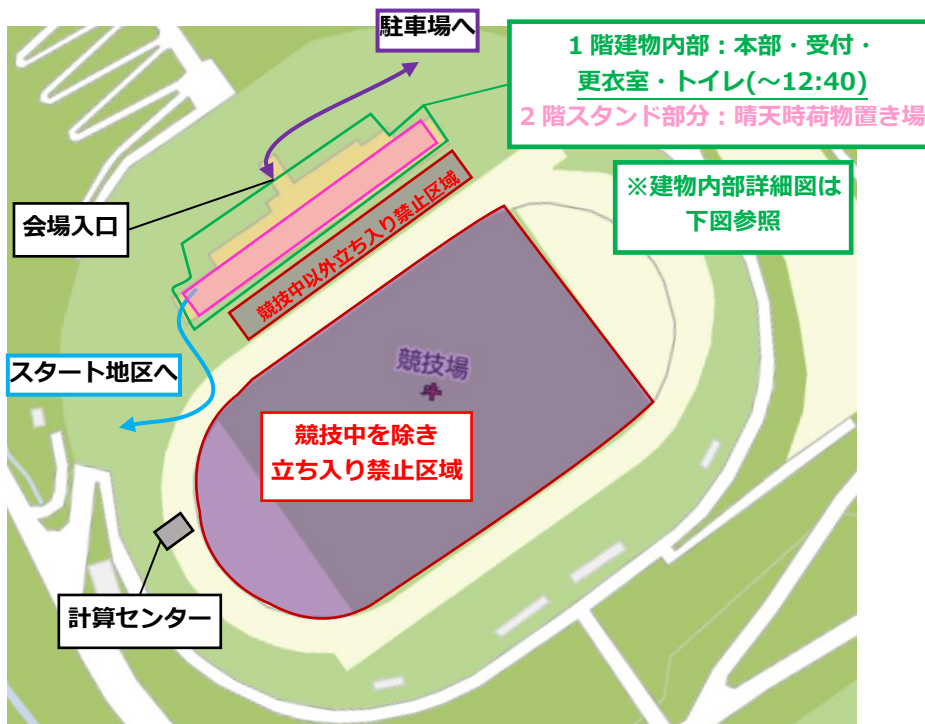 駐車場へ
1 階建物内部：本部・受付・
更衣室・トイレ(～12:40)
2 階スタンド部分：晴天時荷物置き場
※建物内部詳細図は
下図参照
会場入口
競技中以外立ち入り禁止区域
スタート地区へ
競技場
競技中を除き
立ち入り禁止区域
計算センター